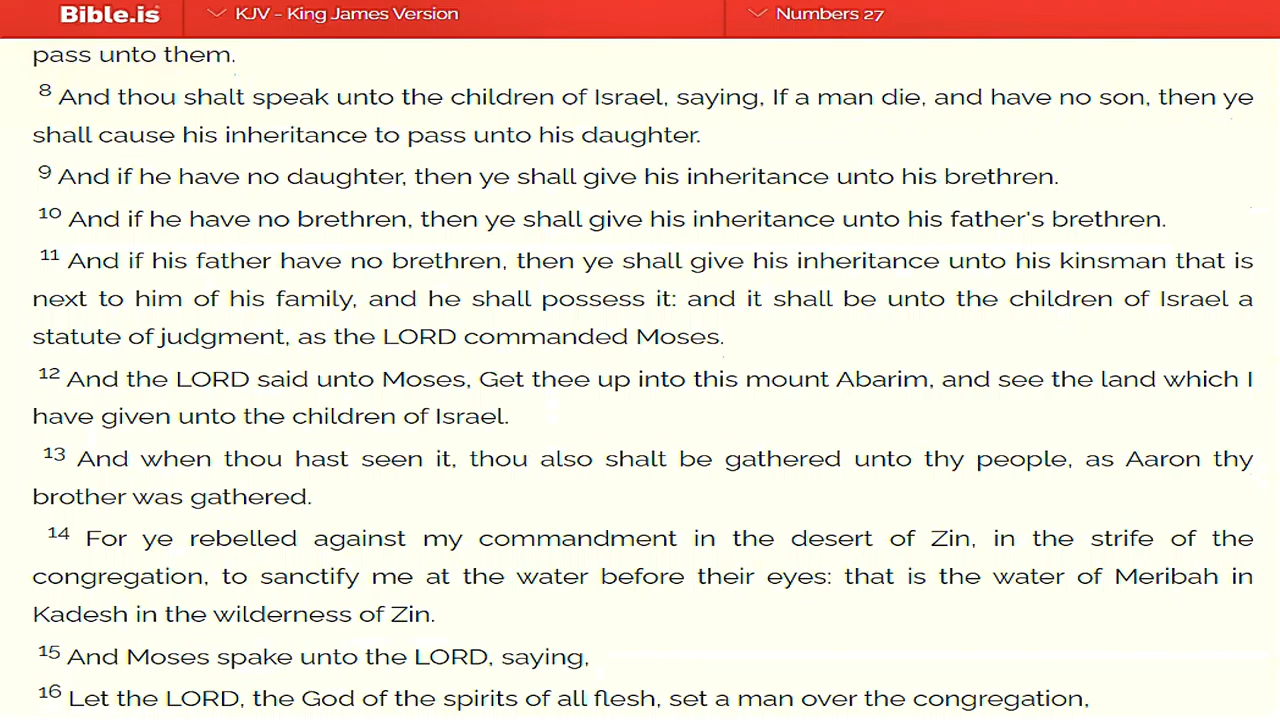 Bible.is KJV - King James Version Numbers 27
pass unto them.
8 And thou shalt speak unto the children of Israel, saying, If a man die, and have no son, then ye
shall cause his inheritance to pass unto his daughter.
9 And if he have no daughter, then ye shall give his inheritance unto his brethren.
10 And if he have no brethren, then ye shall give his inheritance unto his father's brethren.
11 And if his father have no brethren, then ye shall give his inheritance unto his kinsman that is
next to him of his family, and he shall possess it: and it shall be unto the children of Israel a
statute of judgment, as the LORD commanded Moses.
12 And the LORD said unto Moses, Get thee up into this mount Abarim, and see the land which I
have given unto the children of Israel.
13 And when thou hast seen it, thou also shalt be gathered unto thy people, as Aaron thy
brother was gathered.
14 For ye rebelled against my commandment in the desert of Zin, in the strife of the
congregation, to sanctify me at the water before their eyes: that is the water of Meribah in
Kadesh in the wilderness of Zin.
15 And Moses spake unto the LORD, saying,
16 Let the LORD, the God of the spirits of all flesh, set a man over the congregation,